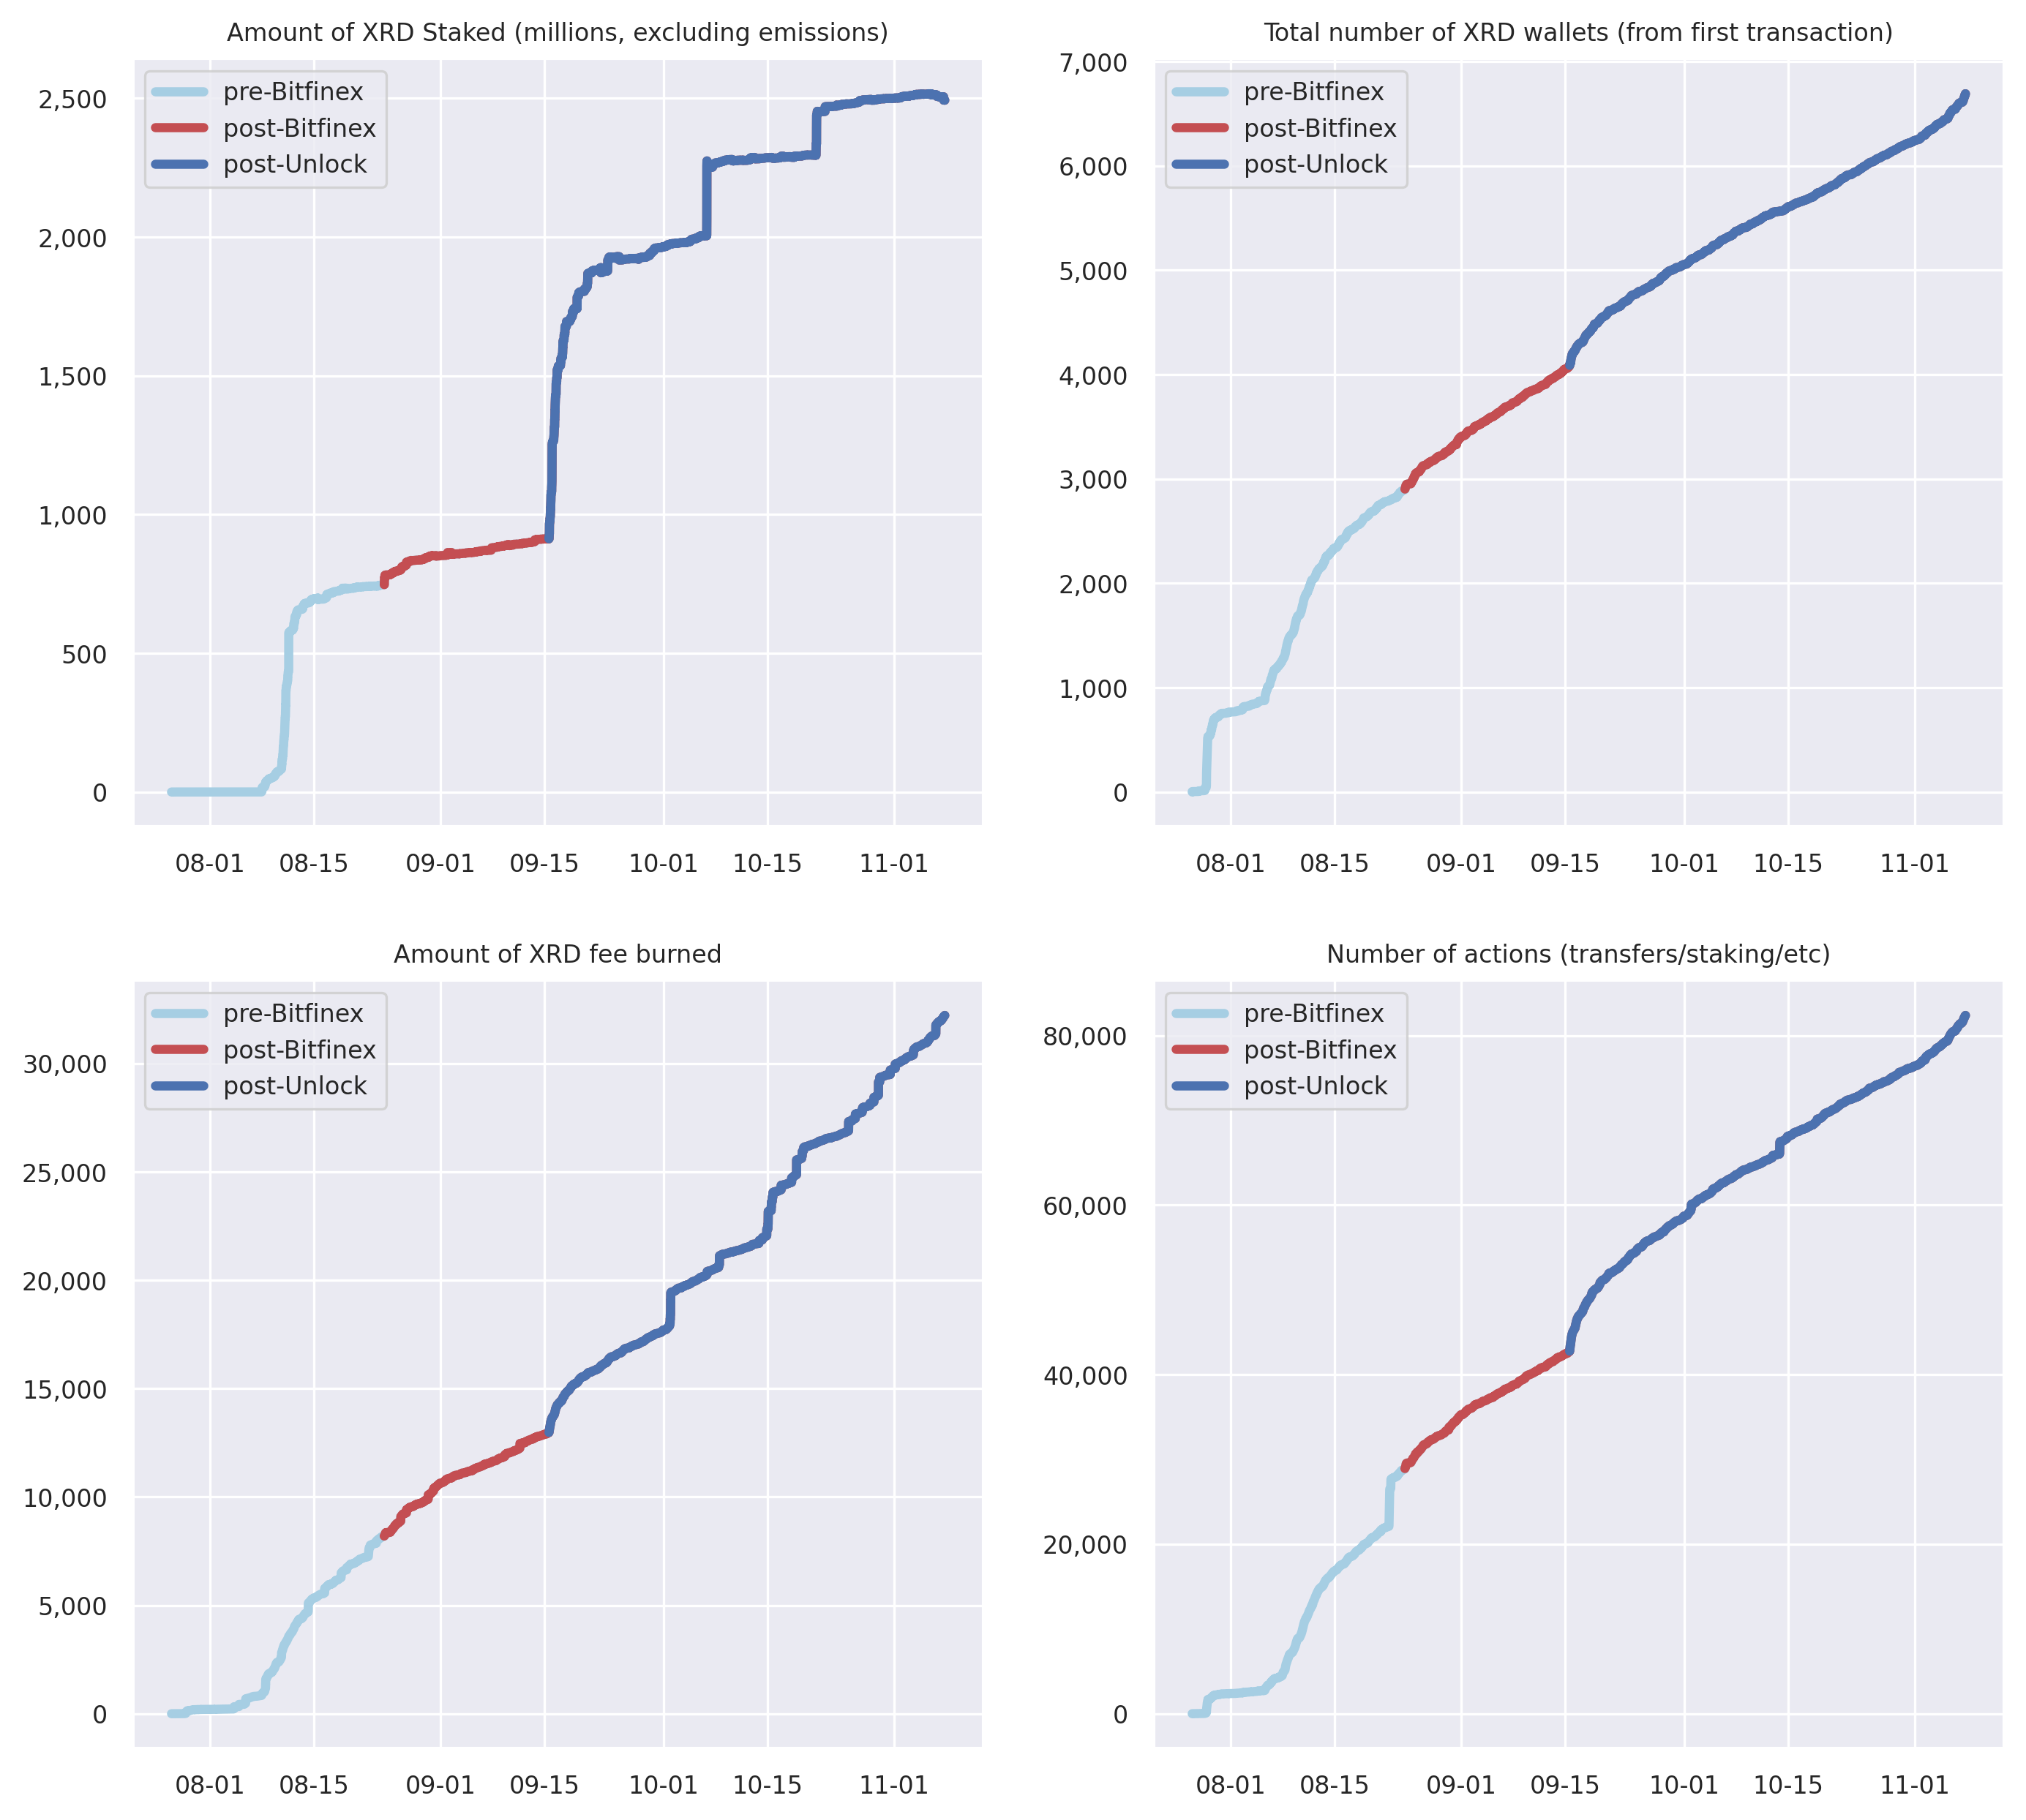 Amount of XRD Staked (millions, excluding emissions)
pre-Bitfinex
post-Bitfinex
post-Unlock
2,500
2,000
1,500
1,000
500
0
08-01 08-15 09-01 09-15 10-01 10-15 11-01
Total number of XRD wallets (from first transaction)
pre-Bitfinex
post-Bitfinex
post-Unlock
7,000
6,000
5,000
4,000
3,000
2,000
1,000
0
08-01 08-15 09-01 09-15 10-01 10-15 11-01
Amount of XRD fee burned
pre-Bitfinex
post-Bitfinex
post-Unlock
30,000
25,000
20,000
15,000
10,000
5,000
0
08-01 08-15 09-01 09-15 10-01 10-15 11-01
Number of actions (transfers/staking/etc)
pre-Bitfinex
post-Bitfinex
post-Unlock
80,000
60,000
40,000
20,000
0
08-01 08-15 09-01 09-15 10-01 10-15 11-01